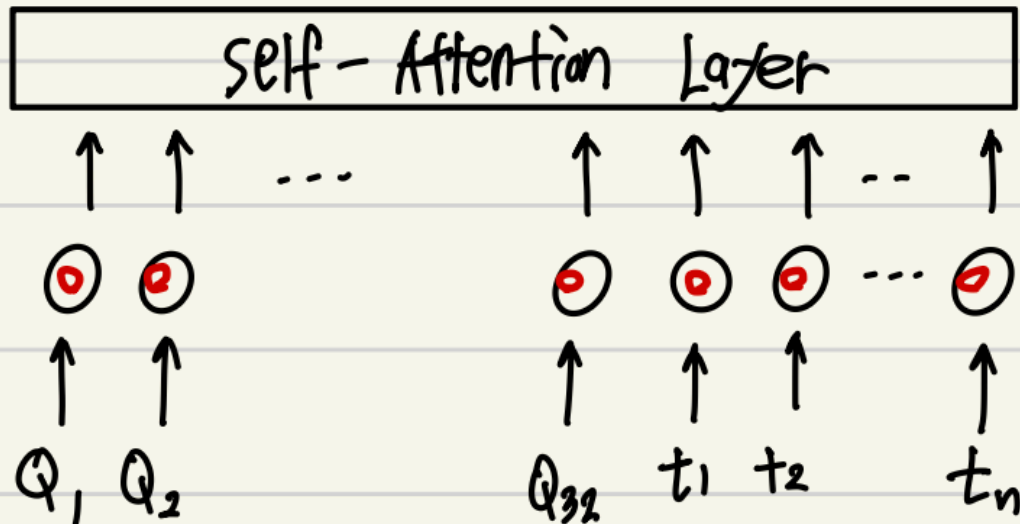 Self-Attention Layer
.... --
....
Q1 Q2 Q32 t1 t2 tn